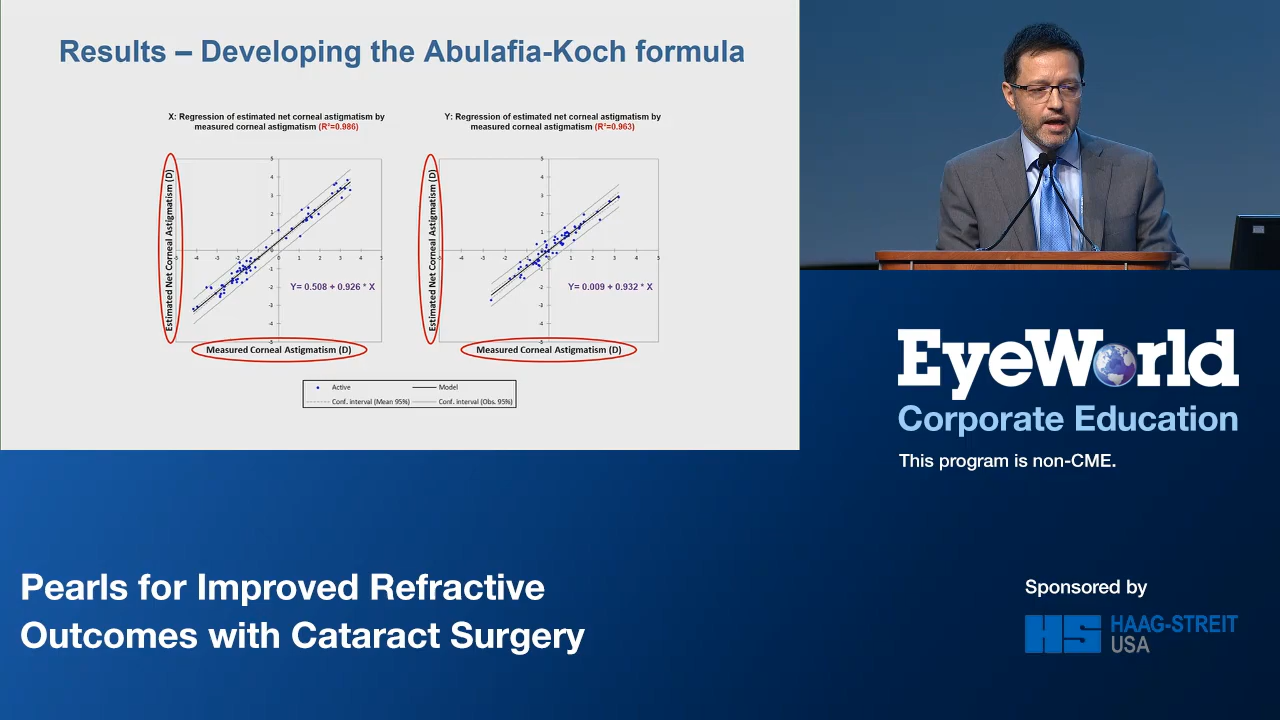 Results – Developing the Abulafia-Koch formula
X: Regression of estimated net corneal astigmatism by
measured corneal astigmatism (R²=0.986)
Estimated Net Corneal Astigmatism (D)
Y= 0.508 + 0.926 * X
Measured Corneal Astigmatism (D)
Y: Regression of estimated net corneal astigmatism by
measured corneal astigmatism (R²=0.963)
Estimated Net Corneal Astigmatism (D)
Y= 0.009 + 0.932 * X
Measured Corneal Astigmatism (D)
Active
Model
Conf. interval (Mean 95%)
Conf. interval (Obs. 95%)
EyeWorld
Corporate Education
This program is non-CME.
Pearls for Improved Refractive
Outcomes with Cataract Surgery
Sponsored by
HS HAAG-STREIT
USA